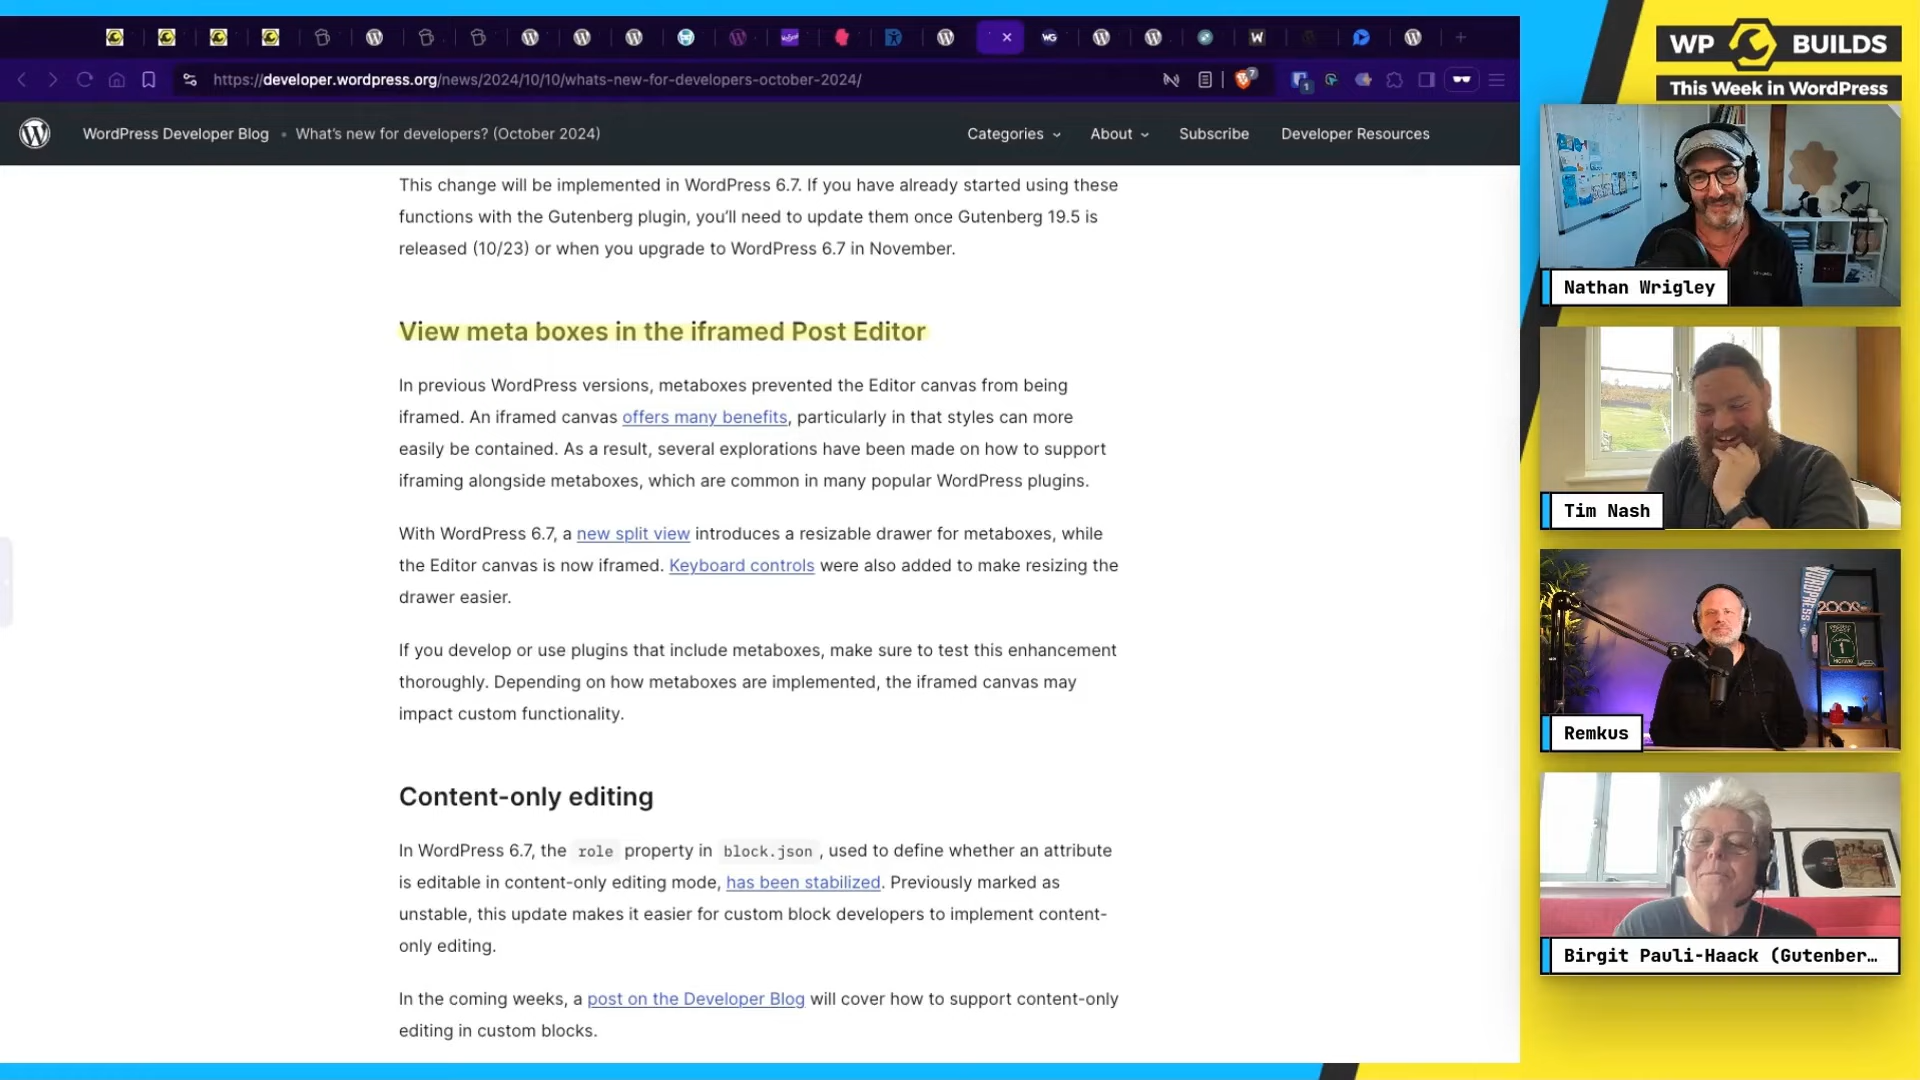 https://developer.wordpress.org/news/2024/10/10/whats-new-for-developers-october-2024/
WordPress Developer Blog • What's new for developers? (October 2024)
Categories
About
Subscribe
Developer Resources
This change will be implemented in WordPress 6.7. If you have already started using these
functions with the Gutenberg plugin, you'll need to update them once Gutenberg 19.5 is
released (10/23) or when you upgrade to WordPress 6.7 in November.
View meta boxes in the iframed Post Editor
In previous WordPress versions, metaboxes prevented the Editor canvas from being
iframed. An iframed canvas offers many benefits, particularly in that styles can more
easily be contained. As a result, several explorations have been made on how to support
iframing alongside metaboxes, which are common in many popular WordPress plugins.
With WordPress 6.7, a new split view introduces a resizable drawer for metaboxes, while
the Editor canvas is now iframed. Keyboard controls were also added to make resizing the
drawer easier.
If you develop or use plugins that include metaboxes, make sure to test this enhancement
thoroughly. Depending on how metaboxes are implemented, the iframed canvas may
impact custom functionality.
Content-only editing
In WordPress 6.7, the role property in block.json, used to define whether an attribute
is editable in content-only editing mode, has been stabilized. Previously marked as
unstable, this update makes it easier for custom block developers to implement content-
only editing.
In the coming weeks, a post on the Developer Blog will cover how to support content-only
editing in custom blocks.
WP BUILDS
This Week in WordPress
Nathan Wrigley
Tim Nash
WORDPRESS
Remkus
Birgit Pauli-Haack (Gutenber…